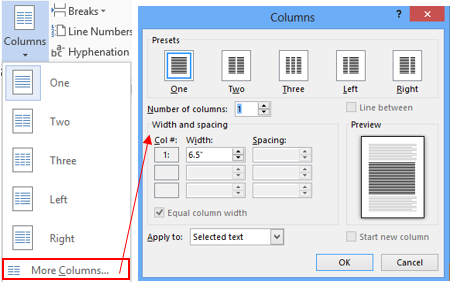 Columns
Breaks
Line Numbers
bc
a-
Hyphenation
One
Two
Three
Left
Right
More Columns...
Columns
?
Presets
One
Two
Three
Left
Right
Number of columns: 1
Line between
Width and spacing
Preview
Col #: Width: Spacing:
1: 6.5"
Equal column width
Apply to: Selected text
Start new column
OK
Cancel